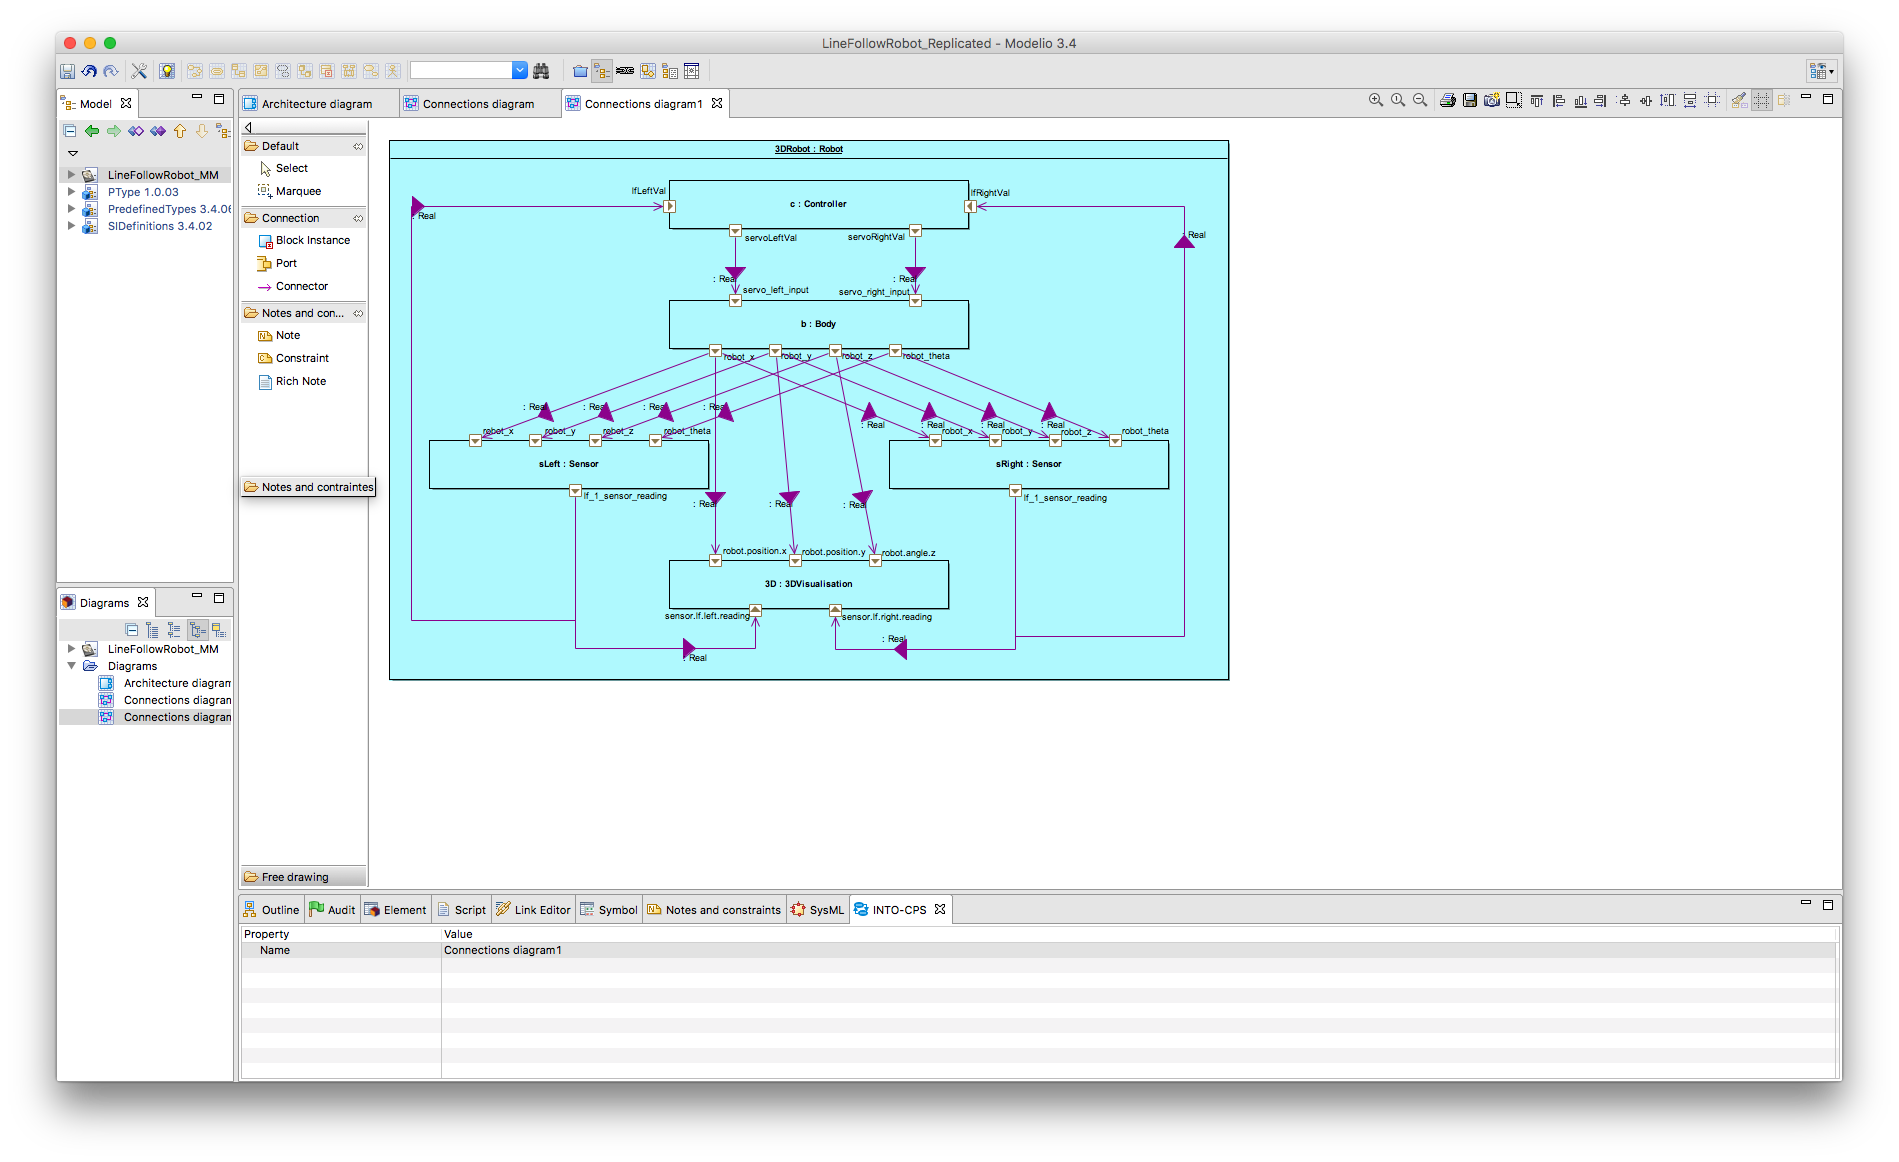 LineFollowRobot_Replicated - Modelio 3.4
Model
Architecture diagram
Connections diagram
Connections diagram1
LineFollowRobot_MM
PType 1.0.03
PredefinedTypes 3.4.06
SIDefinitions 3.4.02
Default
Select
Marquee
Connection
Block Instance
Port
Connector
Notes and con...
Note
Constraint
Rich Note
Notes and contraintes
Free drawing
3DRobot : Robot
lfLeftVal
lfRightVal
c : Controller
: Real
: Real
servoLeftVal
servoRightVal
: Real
: Real
servo_left_input
servo_right_input
b : Body
robot_x
robot_y
robot_z
robot_theta
: Real
: Real
: Real
: Real
: Real
: Real
: Real
: Real
robot_x
robot_y
robot_z
robot_theta
robot_x
robot_y
robot_z
robot_theta
sLeft : Sensor
sRight : Sensor
lf_1_sensor_reading
lf_1_sensor_reading
: Real
: Real
: Real
robot.position.x
robot.position.y
robot.angle.z
3D : 3DVisualisation
sensor.lf.left.reading
sensor.lf.right.reading
: Real
: Real
Diagrams
LineFollowRobot_MM
Diagrams
Architecture diagram
Connections diagram
Connections diagram
Outline
Audit
Element
Script
Link Editor
Symbol
Notes and constraints
SysML
INTO-CPS
Property
Value
Name
Connections diagram1